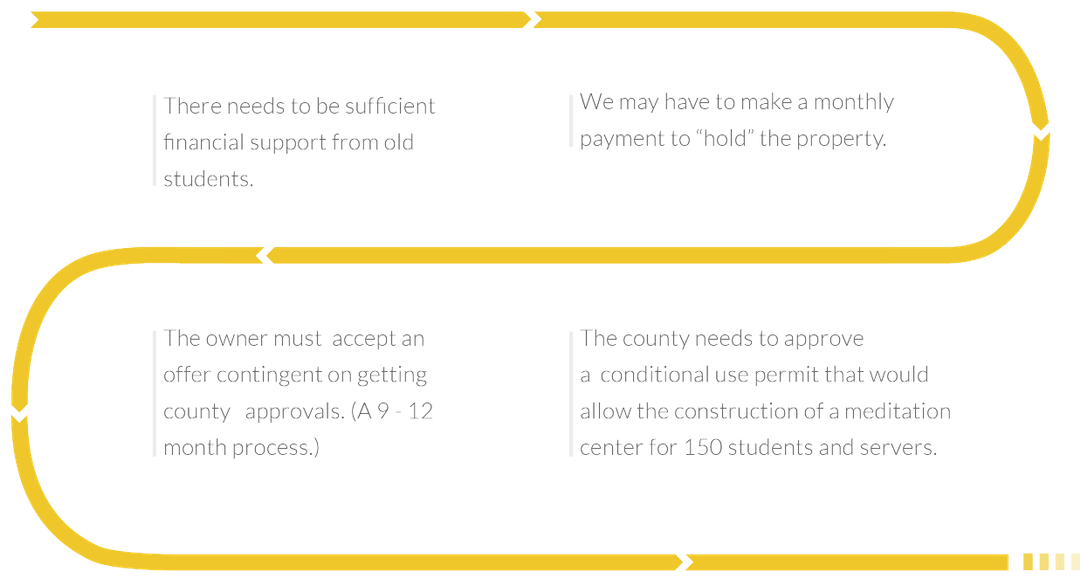 There needs to be sufficient
financial support from old
students.
We may have to make a monthly
payment to “hold” the property.
The owner must  accept an
offer contingent on getting
county   approvals. (A 9 - 12
month process.)
The county needs to approve
a  conditional use permit that would
allow the construction of a meditation
center for 150 students and servers.